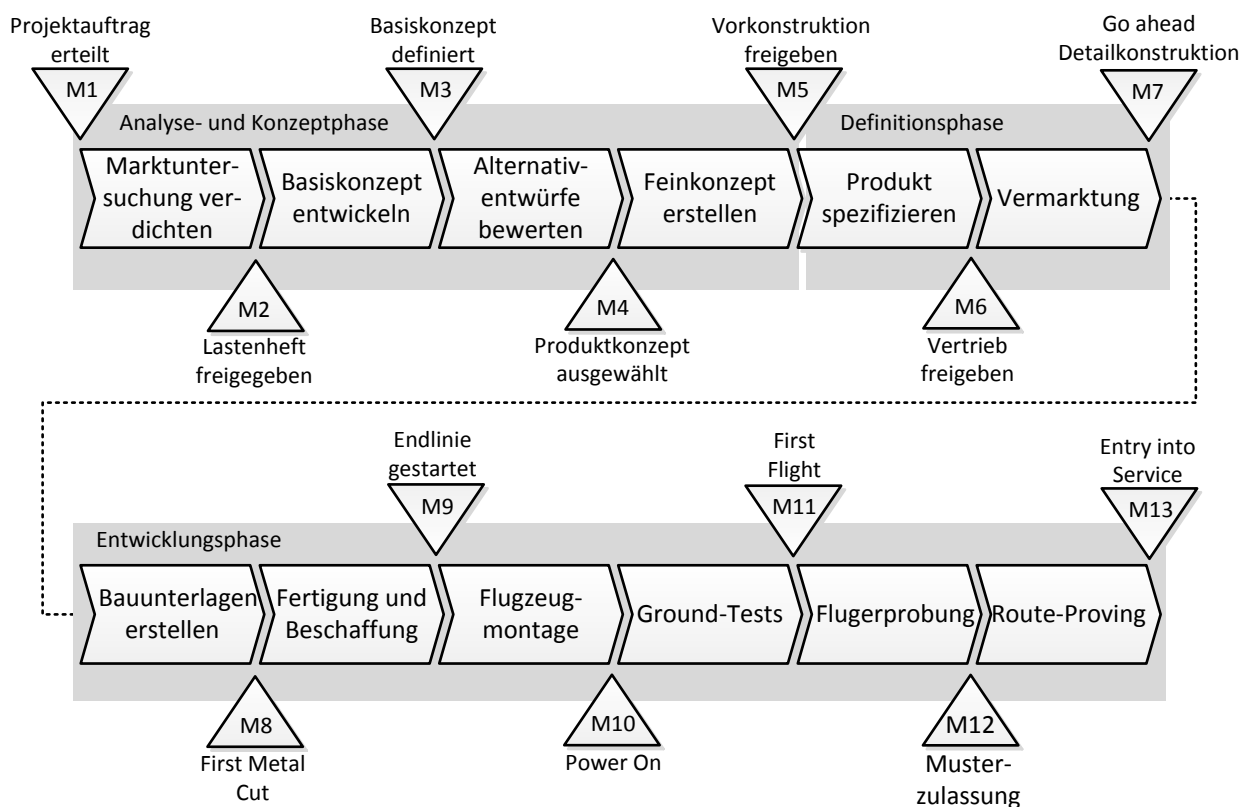 Projektauftrag
erteilt
M1
Basiskonzept
definiert
M3
Vorkonstruktion
freigeben
M5
Go ahead
Detailkonstruktion
M7
Analyse- und Konzeptphase
Definitionsphase
Marktunter-
suchung ver-
dichten
Basiskonzept
entwickeln
Alternativ-
entwürfe
bewerten
Feinkonzept
erstellen
Produkt
spezifizieren
Vermarktung
M2
Lastenheft
freigegeben
M4
Produktkonzept
ausgewählt
M6
Vertrieb
freigeben
Endlinie
gestartet
M9
First
Flight
M11
Entry into
Service
M13
Entwicklungsphase
Bauunterlagen
erstellen
Fertigung und
Beschaffung
Flugzeug-
montage
Ground-Tests
Flugerprobung
Route-Proving
M8
First Metal
Cut
M10
Power On
M12
Muster-
zulassung